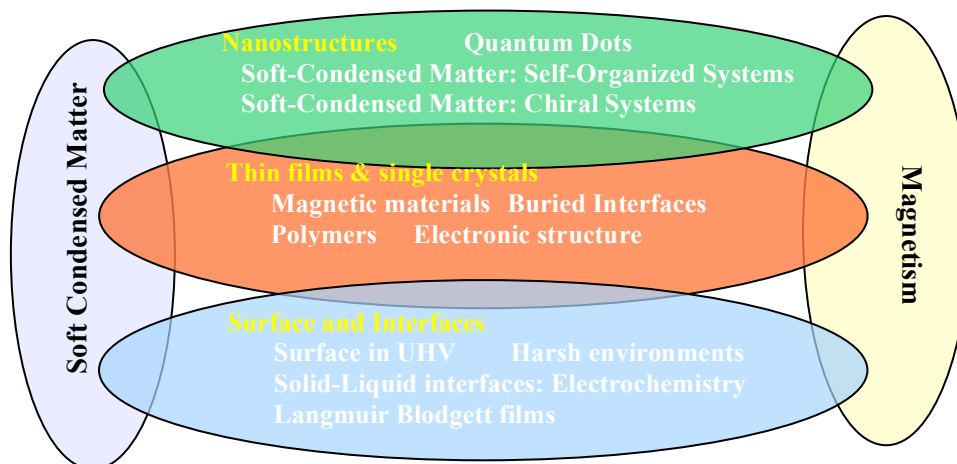 Nanostructures Quantum Dots
Soft-Condensed Matter: Self-Organized Systems
Soft-Condensed Matter: Chiral Systems
Soft Condensed Matter
Thin films & single crystals
Magnetic materials Buried Interfaces
Polymers Electronic structure
Magnetism
Surface and Interfaces
Surface in UHV Harsh environments
Solid-Liquid interfaces: Electrochemistry
Langmuir Blodgett films